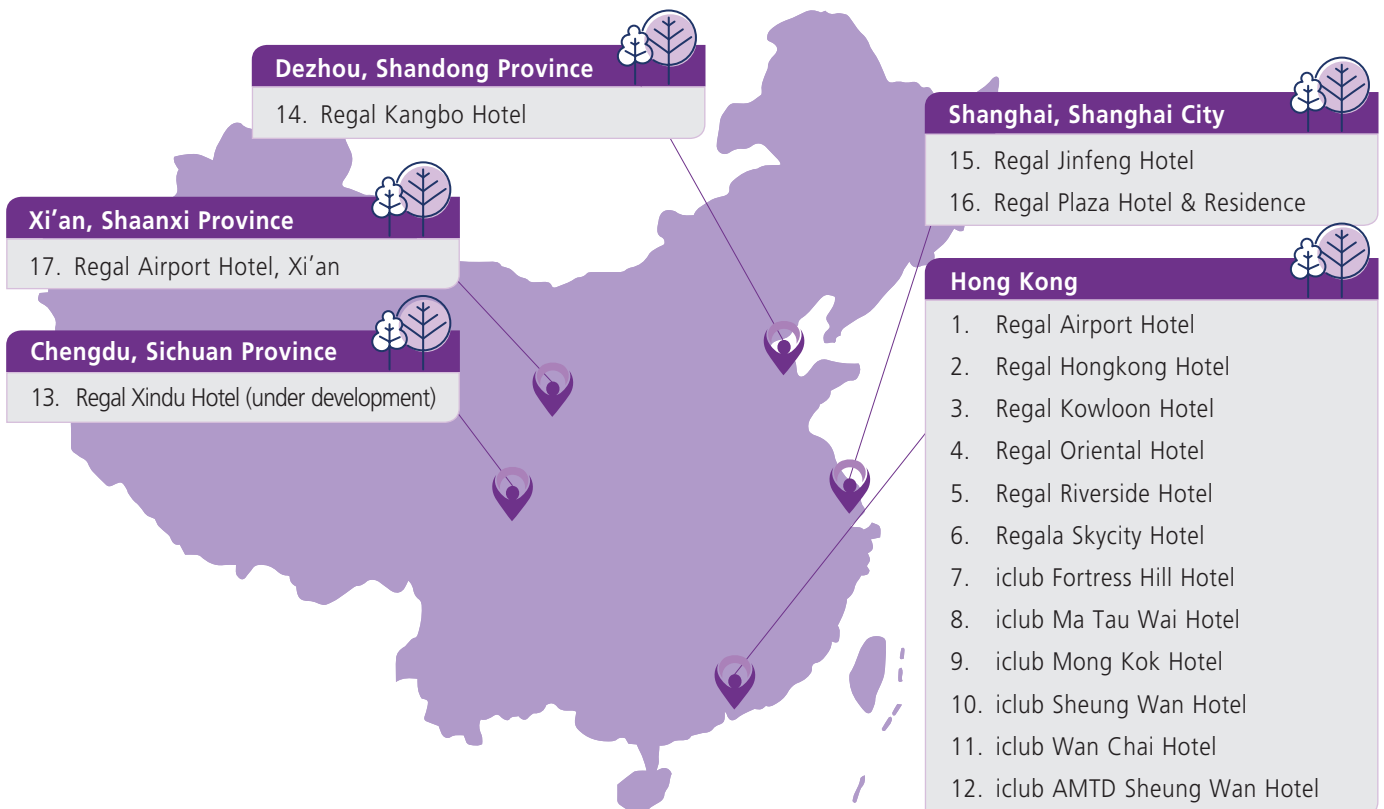 Dezhou, Shandong Province
14. Regal Kangbo Hotel
Shanghai, Shanghai City
15. Regal Jinfeng Hotel
16. Regal Plaza Hotel & Residence
Xi’an, Shaanxi Province
17. Regal Airport Hotel, Xi’an
Chengdu, Sichuan Province
13. Regal Xindu Hotel (under development)
Hong Kong
1. Regal Airport Hotel
2. Regal Hongkong Hotel
3. Regal Kowloon Hotel
4. Regal Oriental Hotel
5. Regal Riverside Hotel
6. Regala Skycity Hotel
7. iclub Fortress Hill Hotel
8. iclub Ma Tau Wai Hotel
9. iclub Mong Kok Hotel
10. iclub Sheung Wan Hotel
11. iclub Wan Chai Hotel
12. iclub AMTD Sheung Wan Hotel